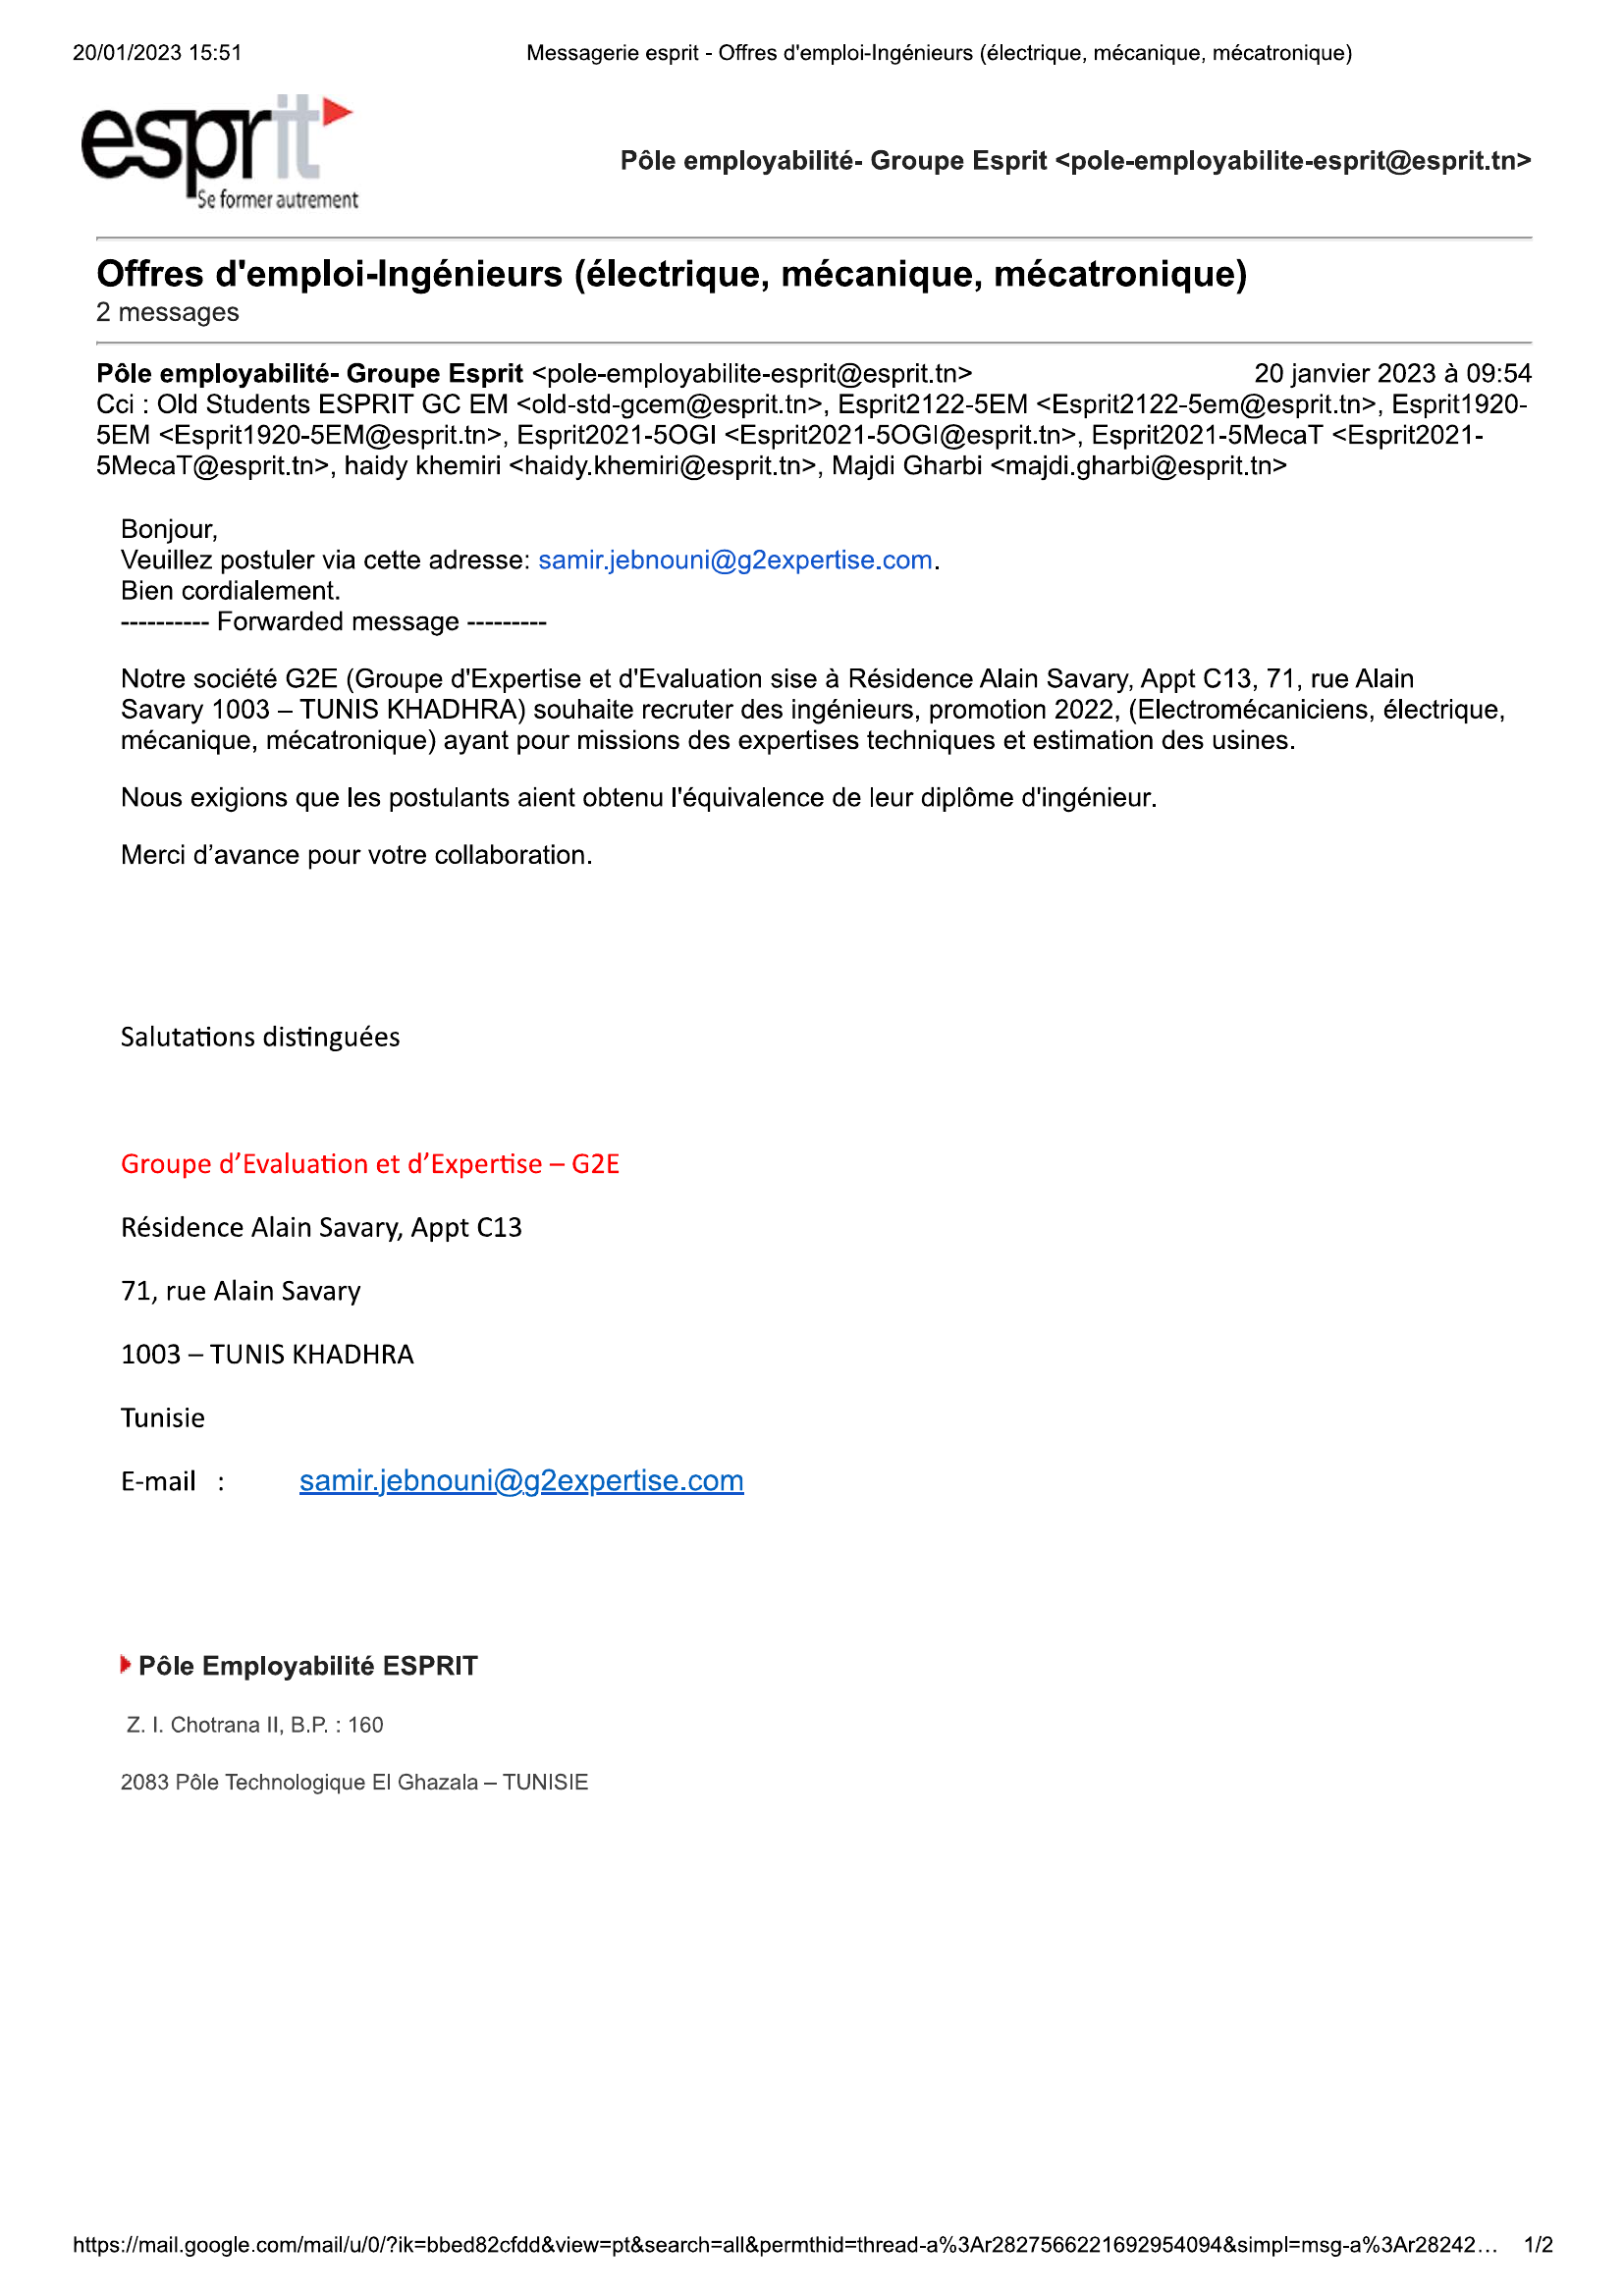 20/01/2023 15:51
Messagerie esprit - Offres d'emploi-Ingénieurs (électrique, mécanique, mécatronique)
esprit
Se former autrement
Pôle employabilité- Groupe Esprit <pole-employabilite-esprit@esprit.tn>
Offres d'emploi-Ingénieurs (électrique, mécanique, mécatronique)
2 messages
Pôle employabilité- Groupe Esprit <pole-employabilite-esprit@esprit.tn> 20 janvier 2023 à 09:54
Cci : Old Students ESPRIT GC EM <old-std-gcem@esprit.tn>, Esprit2122-5EM <Esprit2122-5em@esprit.tn>, Esprit1920-
5EM <Esprit1920-5EM@esprit.tn>, Esprit2021-5OGI <Esprit2021-5OGI@esprit.tn>, Esprit2021-5MecaT <Esprit2021-
5MecaT@esprit.tn>, haidy khemiri <haidy.khemiri@esprit.tn>, Majdi Gharbi <majdi.gharbi@esprit.tn>
Bonjour,
Veuillez postuler via cette adresse: samir.jebnouni@g2expertise.com.
Bien cordialement.
---------- Forwarded message ---------
Notre société G2E (Groupe d'Expertise et d'Evaluation sise à Résidence Alain Savary, Appt C13, 71, rue Alain
Savary 1003 – TUNIS KHADHRA) souhaite recruter des ingénieurs, promotion 2022, (Electromécaniciens, électrique,
mécanique, mécatronique) ayant pour missions des expertises techniques et estimation des usines.
Nous exigions que les postulants aient obtenu l'équivalence de leur diplôme d'ingénieur.
Merci d’avance pour votre collaboration.
Salutations distinguées
Groupe d’Evaluation et d’Expertise – G2E
Résidence Alain Savary, Appt C13
71, rue Alain Savary
1003 – TUNIS KHADHRA
Tunisie
E-mail : samir.jebnouni@g2expertise.com
Pôle Employabilité ESPRIT
Z. I. Chotrana II, B.P. : 160
2083 Pôle Technologique El Ghazala – TUNISIE
https://mail.google.com/mail/u/0/?ik=bbed82cfdd&view=pt&search=all&permthid=thread-a%3Ar2827566221692954094&simpl=msg-a%3Ar28242… 1/2